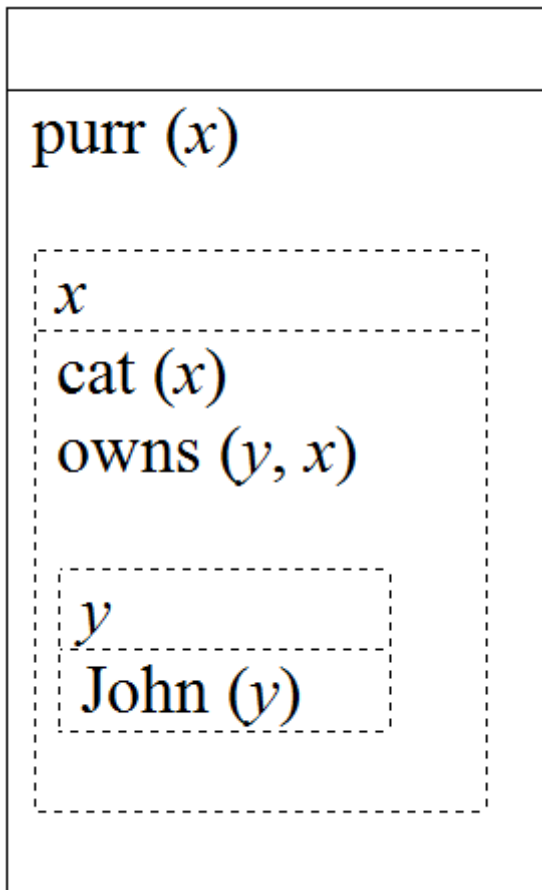 purr (x)
x
cat (x)
owns (y, x)
y
John (y)